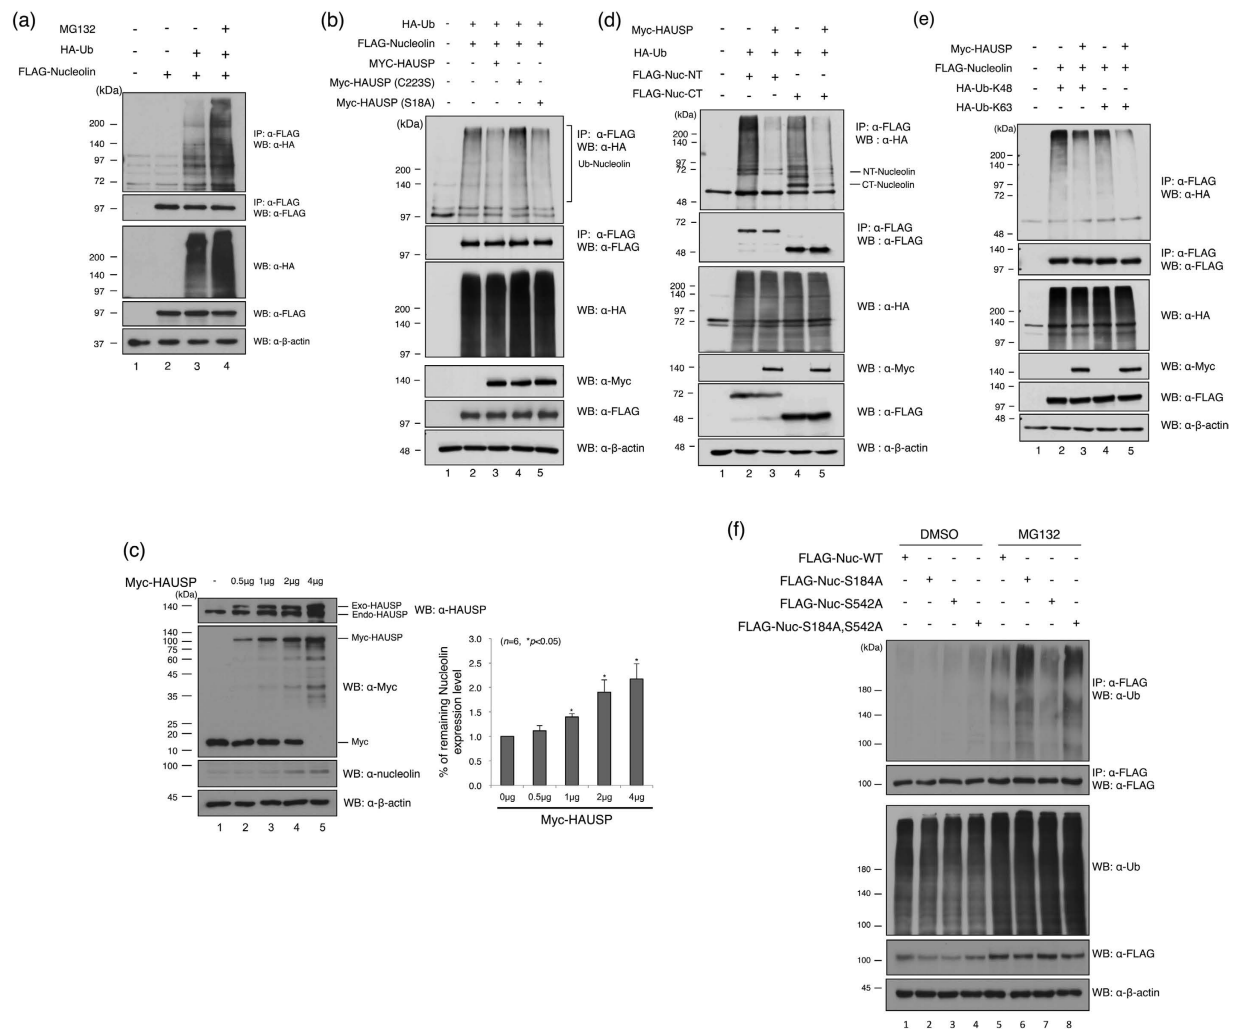 (a)
MG132 - - - +
HA-Ub - - + +
FLAG-Nucleolin - + + +
(kDa)
200
140
97
72
IP: α-FLAG
WB: α-HA
97
IP: α-FLAG
WB: α-FLAG
200
140
97
WB: α-HA
97
WB: α-FLAG
37
WB: α-β-actin
1 2 3 4
(b)
HA-Ub - + + + +
FLAG-Nucleolin - + + + +
MYC-HAUSP - - + - -
Myc-HAUSP (C223S) - - - + -
Myc-HAUSP (S18A) - - - - +
(kDa)
200
140
97
IP: α-FLAG
WB: α-HA
Ub-Nucleolin
97
IP: α-FLAG
WB: α-FLAG
200
140
97
WB: α-HA
140
WB: α-Myc
97
WB: α-FLAG
48
WB: α-β-actin
1 2 3 4 5
(d)
Myc-HAUSP - - + - +
HA-Ub - + + + +
FLAG-Nuc-NT - + + - -
FLAG-Nuc-CT - - - + +
(kDa)
200
140
97
72
48
IP: α-FLAG
WB : α-HA
NT-Nucleolin
CT-Nucleolin
72
48
IP: α-FLAG
WB : α-FLAG
200
140
97
72
WB : α-HA
140
WB : α-Myc
72
48
WB : α-FLAG
48
WB : α-β-actin
1 2 3 4 5
(e)
Myc-HAUSP - - + - +
FLAG-Nucleolin - + + + +
HA-Ub-K48 - + + - -
HA-Ub-K63 - - - + +
(kDa)
200
140
97
48
IP: α-FLAG
WB: α-HA
140
97
IP: α-FLAG
WB: α-FLAG
200
140
97
WB: α-HA
140
WB: α-Myc
140
97
WB: α-FLAG
48
WB: α-β-actin
1 2 3 4 5
(c)
Myc-HAUSP - 0.5μg 1μg 2μg 4μg
(kDa)
140
Exo-HAUSP
Endo-HAUSP
WB: α-HAUSP
140
100
75
60
45
35
25
20
10
Myc-HAUSP
WB: α-Myc
Myc
100
WB: α-nucleolin
45
WB: α-β-actin
1 2 3 4 5
% of remaining Nucleolin
expression level
3.0
2.5
2.0
1.5
1.0
0.5
0.0
(n=6, *p<0.05)
* * *
0μg 0.5μg 1μg 2μg 4μg
Myc-HAUSP
(f)
DMSO MG132
FLAG-Nuc-WT + - - - + - - -
FLAG-Nuc-S184A - + - - - + - -
FLAG-Nuc-S542A - - + - - - + -
FLAG-Nuc-S184A,S542A - - - + - - - +
(kDa)
180
140
100
IP: α-FLAG
WB: α-Ub
100
IP: α-FLAG
WB: α-FLAG
180
140
100
WB: α-Ub
100
WB: α-FLAG
45
WB: α-β-actin
1 2 3 4 5 6 7 8